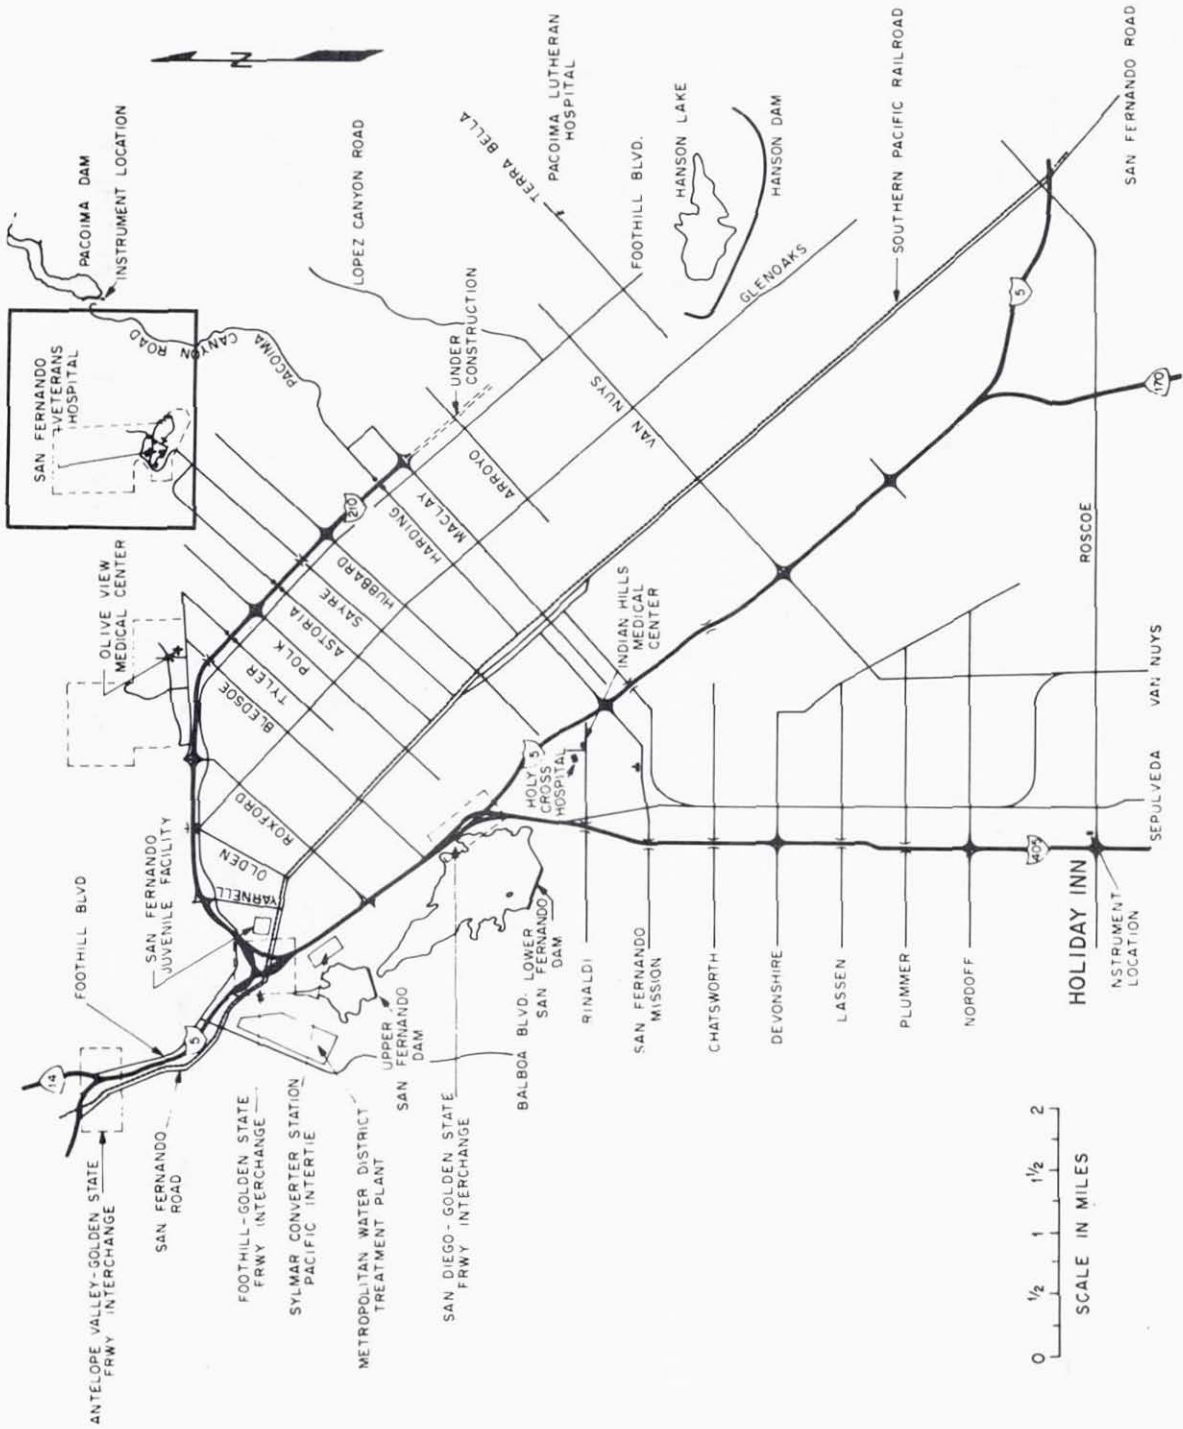 N
PACOIMA DAM
INSTRUMENT LOCATION
LOPEZ CANYON ROAD
TERRA BELLA
PACOIMA LUTHERAN
HOSPITAL
FOOTHILL BLVD.
HANSON LAKE
HANSON DAM
GLENOAKS
SOUTHERN PACIFIC RAILROAD
SAN FERNANDO ROAD
SAN FERNANDO
VETERANS
HOSPITAL
PACOIMA
CANYON
ROAD
UNDER
CONSTRUCTION
VAN
NUYS
5
170
ARROYO
MACLAY
HARDING
210
HUBBARD
SAYRE
ASTORIA
POLK
TYLER
BLEDSOE
ROXFORD
OLDEN
YARNELL
OLIVE VIEW
MEDICAL CENTER
INDIAN HILLS
MEDICAL
CENTER
ROSCOE
VAN NUYS
SEPULVEDA
5
HOLY
CROSS
HOSPITAL
SAN FERNANDO
JUVENILE FACILITY
FOOTHILL BLVD
405
HOLIDAY INN
NSTRUMENT
LOCATION
14
5
UPPER
SAN FERNANDO
DAM
BALBOA BLVD.
LOWER
SAN FERNANDO
DAM
RINALDI
SAN FERNANDO
MISSION
CHATSWORTH
DEVONSHIRE
LASSEN
PLUMMER
NORDOFF
ANTELOPE VALLEY-GOLDEN STATE
FRWY INTERCHANGE
SAN FERNANDO
ROAD
FOOTHILL-GOLDEN STATE
FRWY INTERCHANGE
SYLMAR CONVERTER STATION
PACIFIC INTERTIE
METROPOLITAN WATER DISTRICT
TREATMENT PLANT
SAN DIEGO-GOLDEN STATE
FRWY INTERCHANGE
0 1/2 1 1 1/2 2
SCALE IN MILES